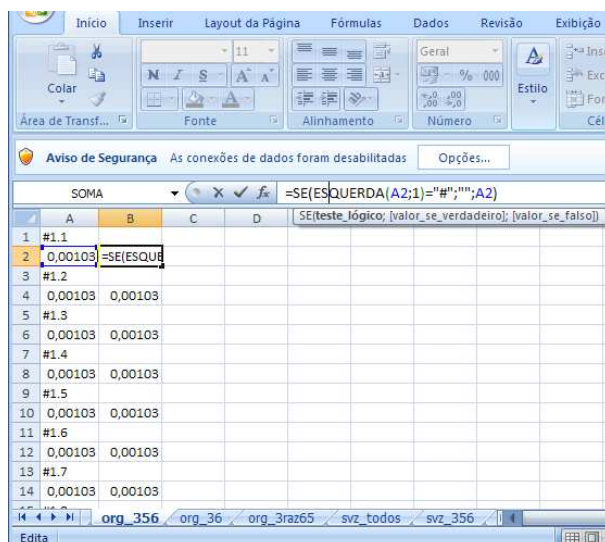 Início Inserir Layout da Página Fórmulas Dados Revisão Exibição
11 Geral
Colar N I S A A % 000 Estilo
Área de Transf... Fonte Alinhamento Número
Aviso de Segurança As conexões de dados foram desabilitadas Opções...
SOMA fx =SE(ESQUERDA(A2;1)="#";"";A2)
SE(teste_lógico; [valor_se_verdadeiro]; [valor_se_falso])
A B C D
1 #1.1
2 0,00103 =SE(ESQUE
3 #1.2
4 0,00103 0,00103
5 #1.3
6 0,00103 0,00103
7 #1.4
8 0,00103 0,00103
9 #1.5
10 0,00103 0,00103
11 #1.6
12 0,00103 0,00103
13 #1.7
14 0,00103 0,00103
org_356 org_36 org_3raz65 svz_todos svz_356
Edita